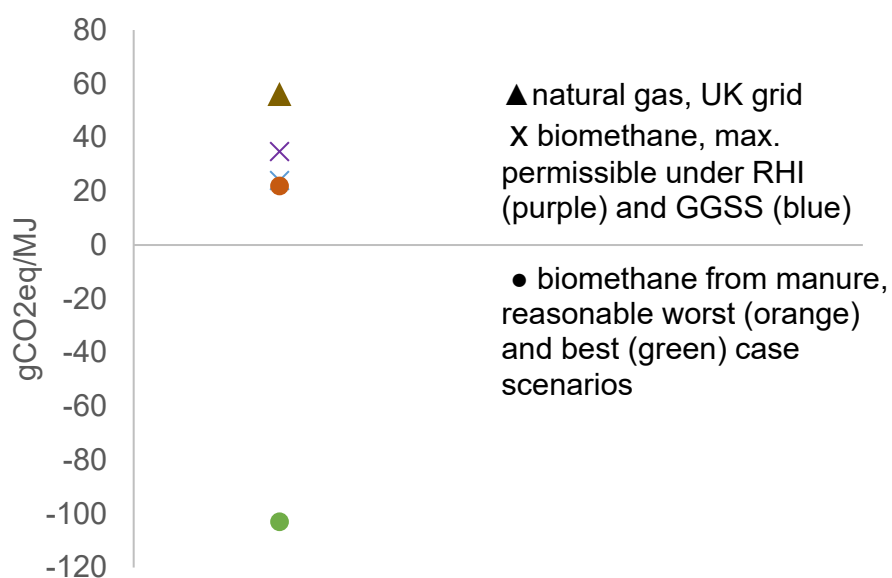 80
60
40
20
0
-20
-40
-60
-80
-100
-120
gCO2eq/MJ
▲natural gas, UK grid
x biomethane, max.
permissible under RHI
(purple) and GGSS (blue)
● biomethane from manure,
reasonable worst (orange)
and best (green) case
scenarios